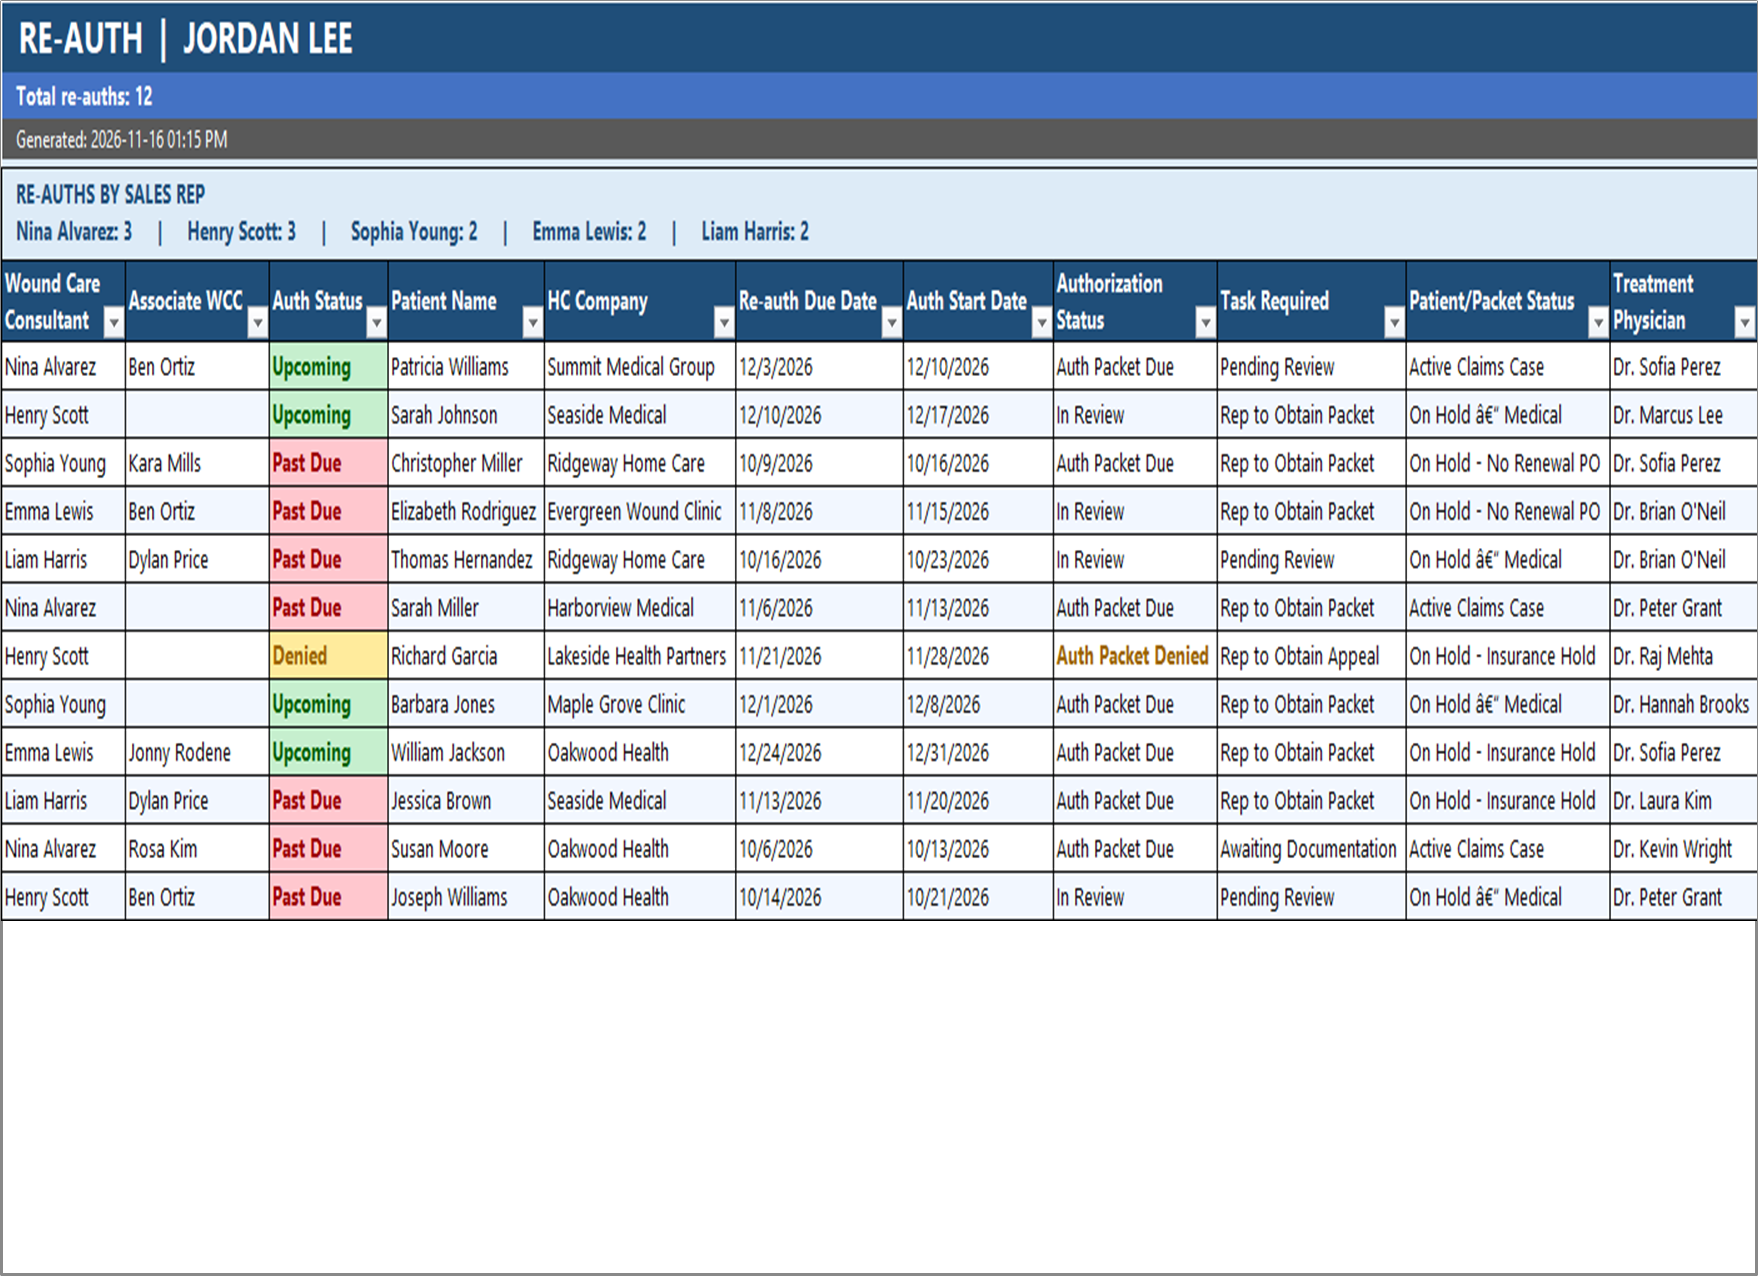 RE-AUTH | JORDAN LEE
Total re-auths: 12
Generated: 2026-11-16 01:15 PM
RE-AUTHS BY SALES REP
Nina Alvarez: 3 | Henry Scott: 3 | Sophia Young: 2 | Emma Lewis: 2 | Liam Harris: 2
Wound Care Consultant Associate WCC Auth Status Patient Name HC Company Re-auth Due Date Auth Start Date Authorization Status Task Required Patient/Packet Status Treatment Physician
Nina Alvarez Ben Ortiz Upcoming Patricia Williams Summit Medical Group 12/3/2026 12/10/2026 Auth Packet Due Pending Review Active Claims Case Dr. Sofia Perez
Henry Scott Upcoming Sarah Johnson Seaside Medical 12/10/2026 12/17/2026 In Review Rep to Obtain Packet On Hold â€“ Medical Dr. Marcus Lee
Sophia Young Kara Mills Past Due Christopher Miller Ridgeway Home Care 10/9/2026 10/16/2026 Auth Packet Due Rep to Obtain Packet On Hold - No Renewal PO Dr. Sofia Perez
Emma Lewis Ben Ortiz Past Due Elizabeth Rodriguez Evergreen Wound Clinic 11/8/2026 11/15/2026 In Review Rep to Obtain Packet On Hold - No Renewal PO Dr. Brian O'Neil
Liam Harris Dylan Price Past Due Thomas Hernandez Ridgeway Home Care 10/16/2026 10/23/2026 In Review Pending Review On Hold â€“ Medical Dr. Brian O'Neil
Nina Alvarez Past Due Sarah Miller Harborview Medical 11/6/2026 11/13/2026 Auth Packet Due Rep to Obtain Packet Active Claims Case Dr. Peter Grant
Henry Scott Denied Richard Garcia Lakeside Health Partners 11/21/2026 11/28/2026 Auth Packet Denied Rep to Obtain Appeal On Hold - Insurance Hold Dr. Raj Mehta
Sophia Young Upcoming Barbara Jones Maple Grove Clinic 12/1/2026 12/8/2026 Auth Packet Due Rep to Obtain Packet On Hold â€“ Medical Dr. Hannah Brooks
Emma Lewis Jonny Rodene Upcoming William Jackson Oakwood Health 12/24/2026 12/31/2026 Auth Packet Due Rep to Obtain Packet On Hold - Insurance Hold Dr. Sofia Perez
Liam Harris Dylan Price Past Due Jessica Brown Seaside Medical 11/13/2026 11/20/2026 Auth Packet Due Rep to Obtain Packet On Hold - Insurance Hold Dr. Laura Kim
Nina Alvarez Rosa Kim Past Due Susan Moore Oakwood Health 10/6/2026 10/13/2026 Auth Packet Due Awaiting Documentation Active Claims Case Dr. Kevin Wright
Henry Scott Ben Ortiz Past Due Joseph Williams Oakwood Health 10/14/2026 10/21/2026 In Review Pending Review On Hold â€“ Medical Dr. Peter Grant